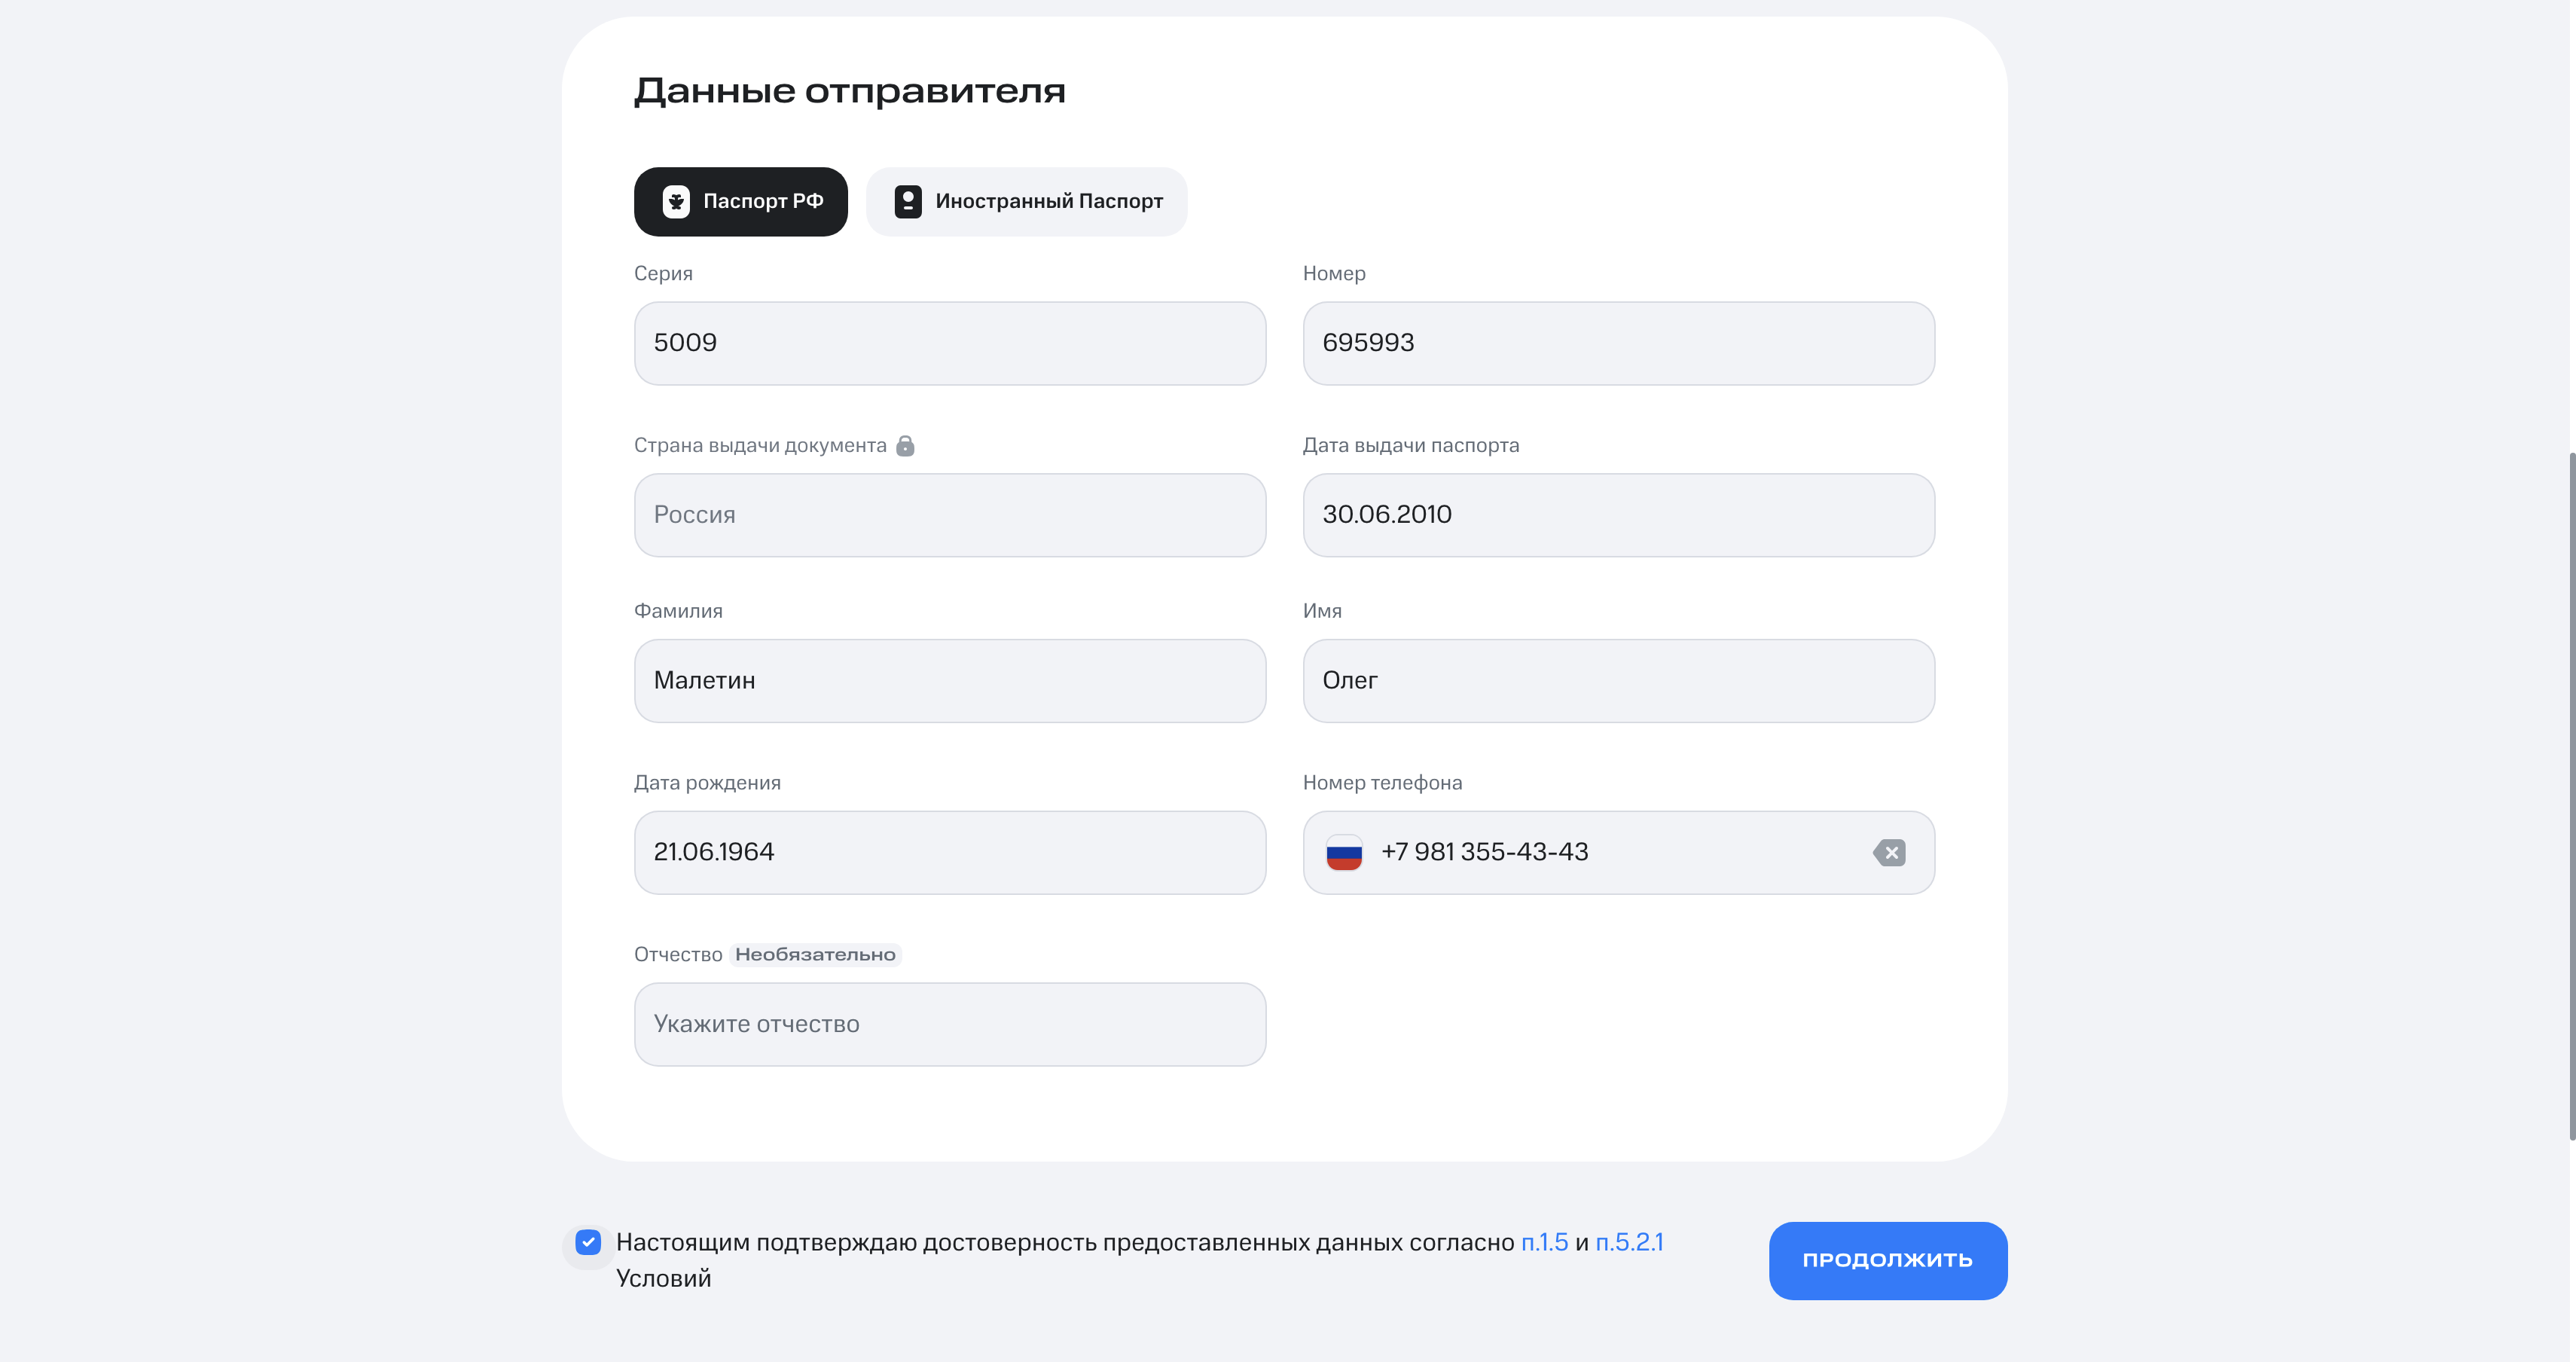 Данные отправителя
Паспорт РФ
Иностранный Паспорт
Серия
Номер
5009
695993
Страна выдачи документа
Дата выдачи паспорта
Россия
30.06.2010
Фамилия
Имя
Малетин
Олег
Дата рождения
Номер телефона
21.06.1964
+7 981 355-43-43
Отчество Необязательно
Укажите отчество
Настоящим подтверждаю достоверность предоставленных данных согласно п.1.5 и п.5.2.1
Условий
ПРОДОЛЖИТЬ